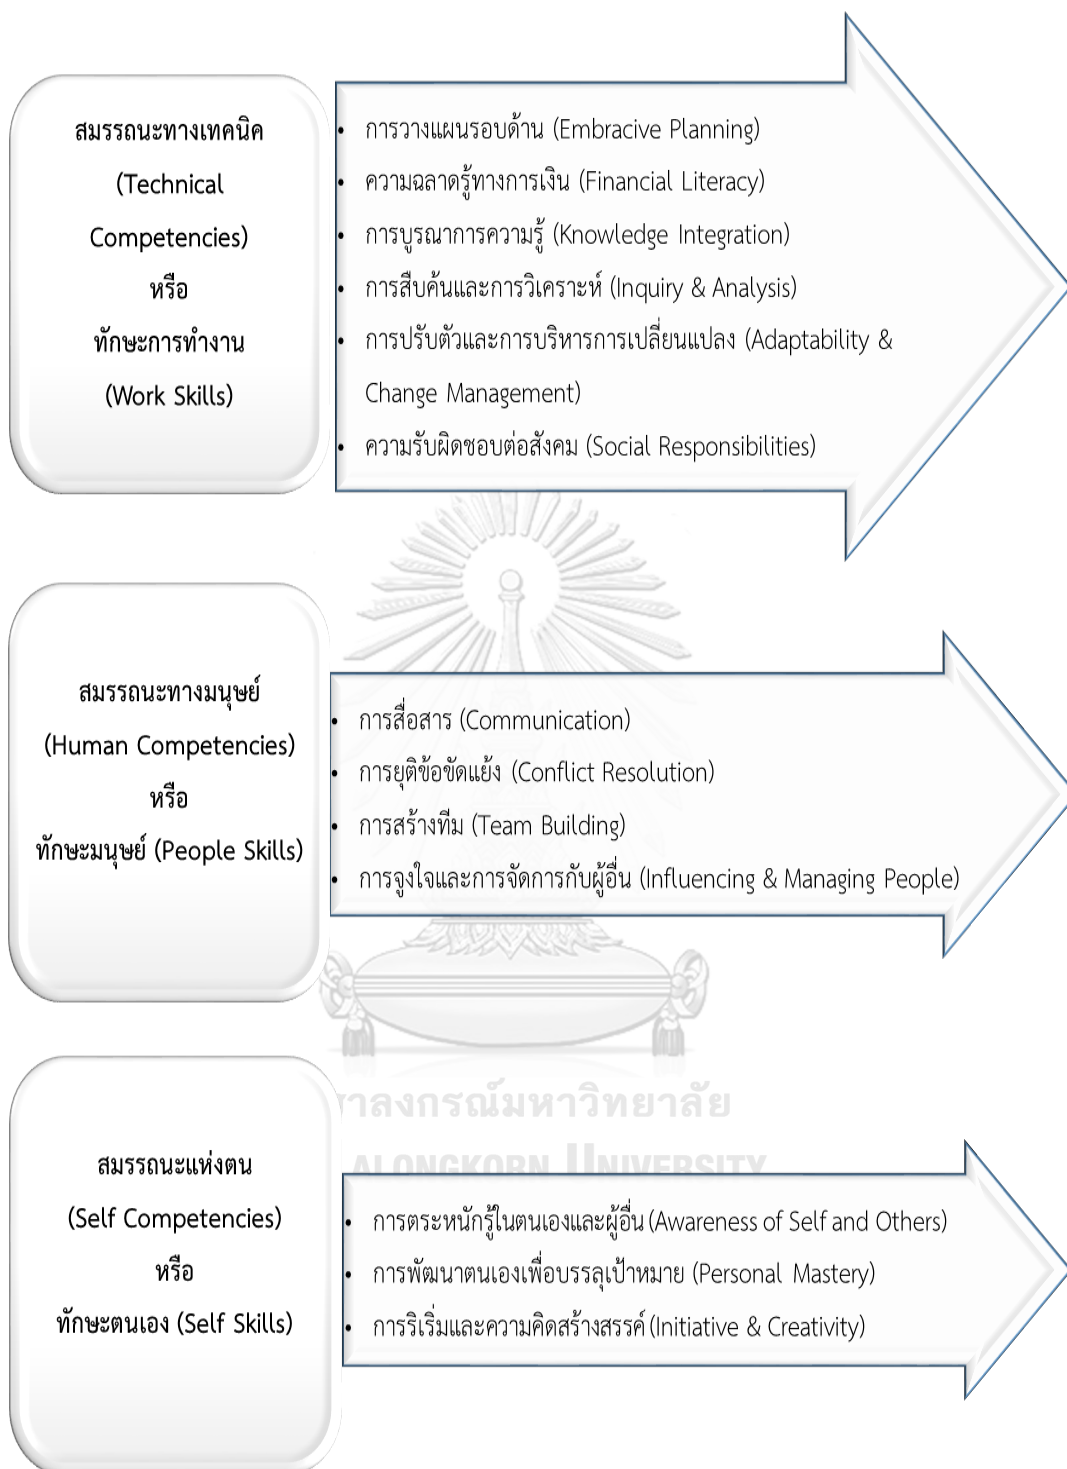 สมรรถนะทางเทคนิค
(Technical
Competencies)
หรือ
ทักษะการทำงาน
(Work Skills)
• การวางแผนรอบด้าน (Embracive Planning)
• ความฉลาดรู้ทางการเงิน (Financial Literacy)
• การบูรณาการความรู้ (Knowledge Integration)
• การสืบค้นและการวิเคราะห์ (Inquiry & Analysis)
• การปรับตัวและการบริหารการเปลี่ยนแปลง (Adaptability &
Change Management)
• ความรับผิดชอบต่อสังคม (Social Responsibilities)
สมรรถนะทางมนุษย์
(Human Competencies)
หรือ
ทักษะมนุษย์ (People Skills)
• การสื่อสาร (Communication)
• การยุติข้อขัดแย้ง (Conflict Resolution)
• การสร้างทีม (Team Building)
• การจูงใจและการจัดการกับผู้อื่น (Influencing & Managing People)
าลงกรณ์มหาวิทยาลัย
ALONGKORN UNIVERSITY
สมรรถนะแห่งตน
(Self Competencies)
หรือ
ทักษะตนเอง (Self Skills)
• การตระหนักรู้ในตนเองและผู้อื่น (Awareness of Self and Others)
• การพัฒนาตนเองเพื่อบรรลุเป้าหมาย (Personal Mastery)
• การริเริ่มและความคิดสร้างสรรค์ (Initiative & Creativity)